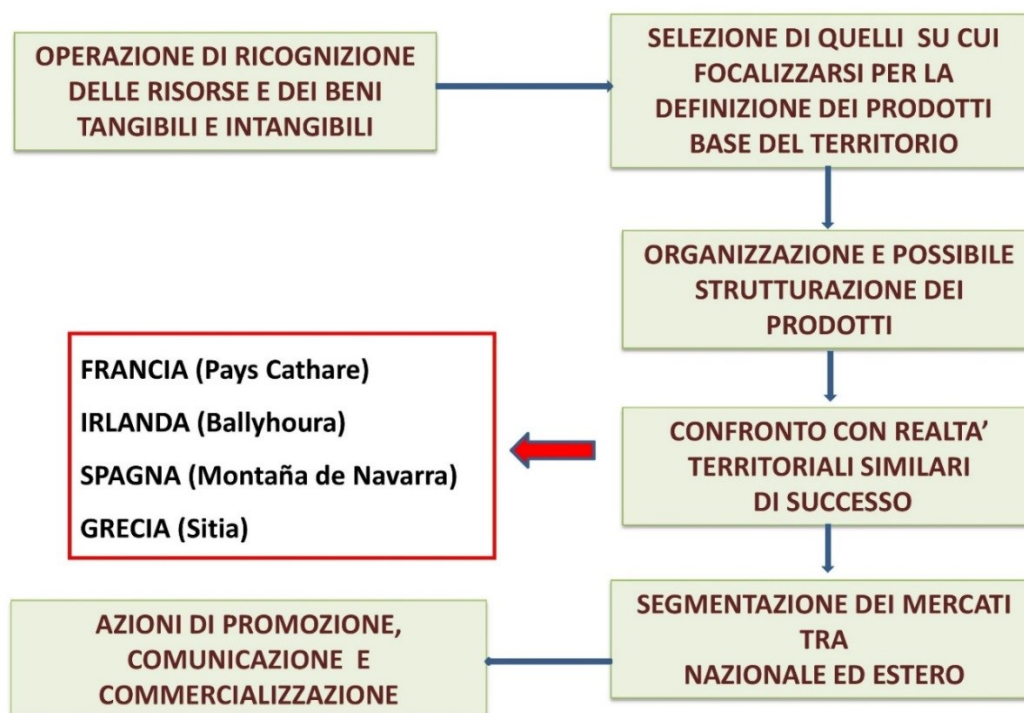 OPERAZIONE DI RICOGNIZIONE
DELLE RISORSE E DEI BENI
TANGIBILI E INTANGIBILI
SELEZIONE DI QUELLI SU CUI
FOCALIZZARSI PER LA
DEFINIZIONE DEI PRODOTTI
BASE DEL TERRITORIO
ORGANIZZAZIONE E POSSIBILE
STRUTTURAZIONE DEI
PRODOTTI
CONFRONTO CON REALTA’
TERRITORIALI SIMILARI
DI SUCCESSO
FRANCIA (Pays Cathare)
IRLANDA (Ballyhoura)
SPAGNA (Montaña de Navarra)
GRECIA (Sitia)
SEGMENTAZIONE DEI MERCATI
TRA
NAZIONALE ED ESTERO
AZIONI DI PROMOZIONE,
COMUNICAZIONE E
COMMERCIALIZZAZIONE